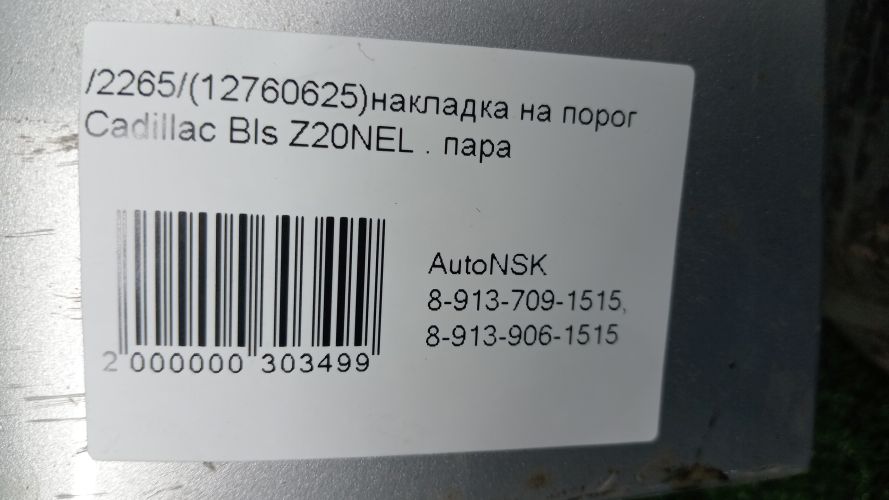 /2265/(12760625)накладка на порог
Cadillac Bls Z20NEL . пара
AutoNSK
8-913-709-1515,
8-913-906-1515
2 000000 303499